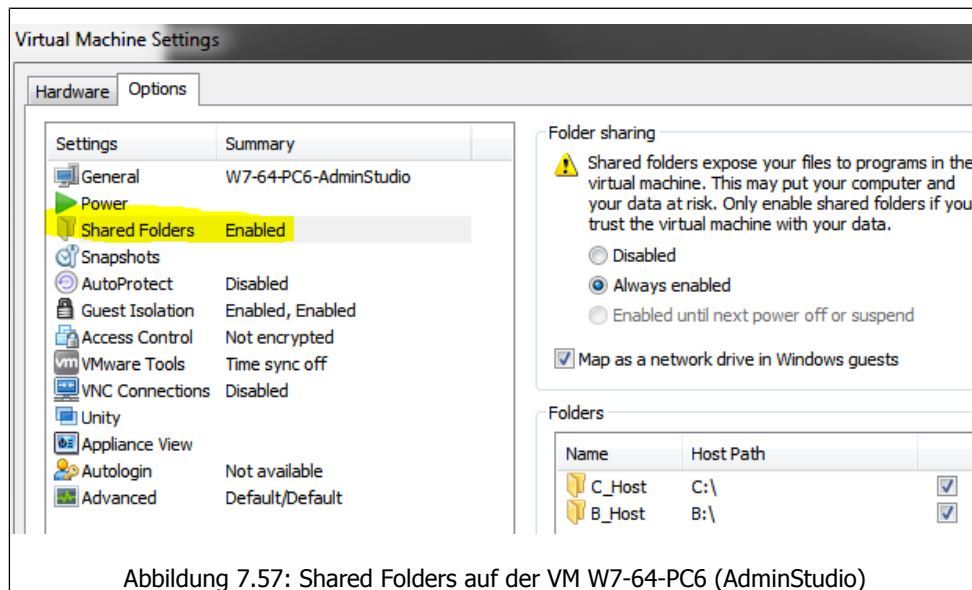 Virtual Machine Settings
Hardware Options
Settings Summary
General W7-64-PC6-AdminStudio
Power
Shared Folders Enabled
Snapshots
AutoProtect Disabled
Guest Isolation Enabled, Enabled
Access Control Not encrypted
VMware Tools Time sync off
VNC Connections Disabled
Unity
Appliance View
Autologin Not available
Advanced Default/Default
Folder sharing
Shared folders expose your files to programs in the
virtual machine. This may put your computer and
your data at risk. Only enable shared folders if you
trust the virtual machine with your data.
Disabled
Always enabled
Enabled until next power off or suspend
Map as a network drive in Windows guests
Folders
Name Host Path
C_Host C:\
B_Host B:\
Abbildung 7.57: Shared Folders auf der VM W7-64-PC6 (AdminStudio)